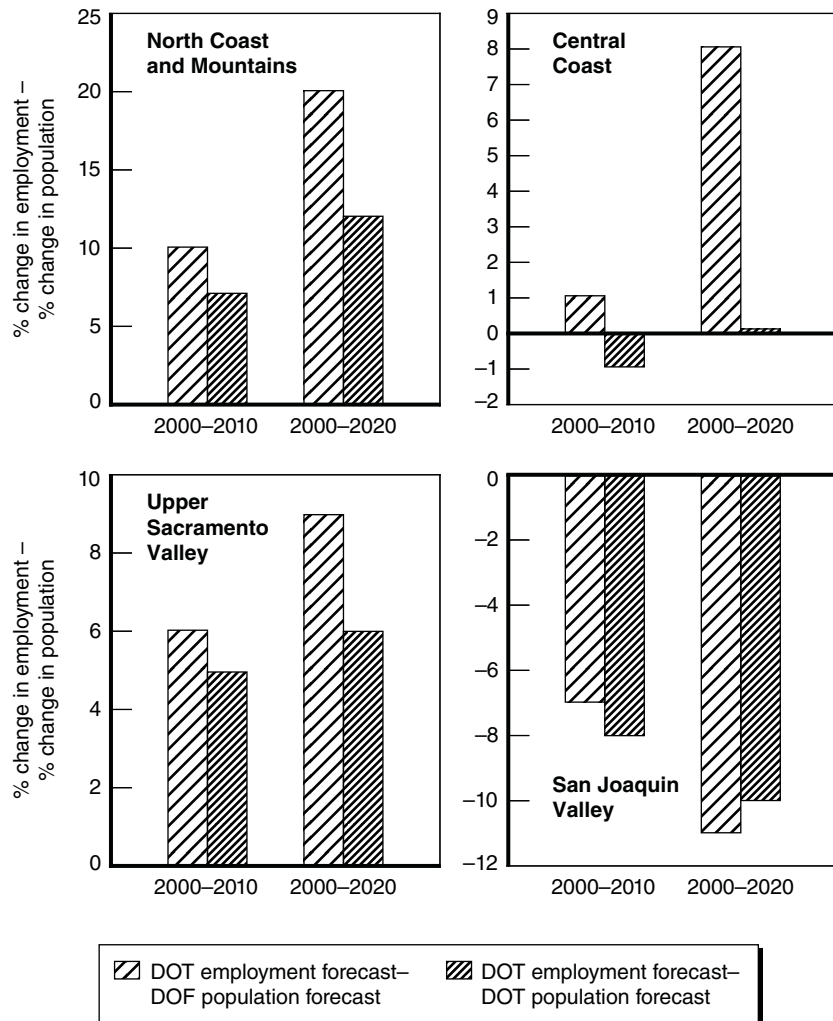 % change in employment –
% change in population
25
20
15
10
5
0
North Coast
and Mountains
2000–2010
2000–2020
9
8
7
6
5
4
3
2
1
0
–1
–2
Central
Coast
2000–2010
2000–2020
% change in employment –
% change in population
10
8
6
4
2
0
Upper
Sacramento
Valley
2000–2010
2000–2020
0
–2
–4
–6
–8
–10
–12
San Joaquin
Valley
2000–2010
2000–2020
DOT employment forecast–
DOF population forecast
DOT employment forecast–
DOT population forecast